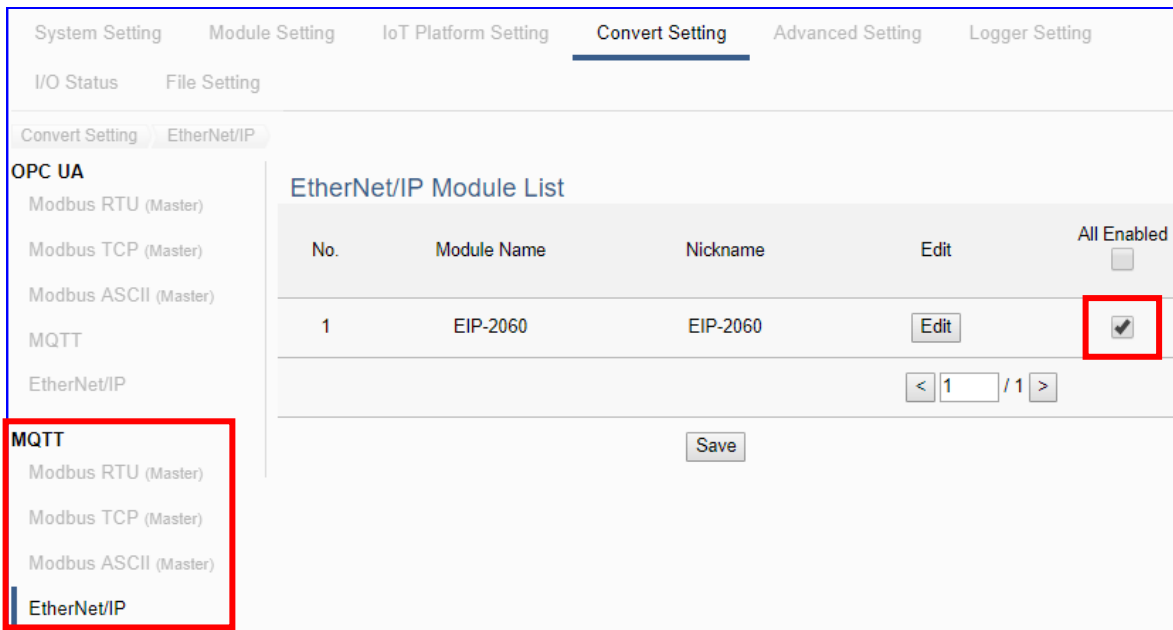 System Setting Module Setting IoT Platform Setting Convert Setting Advanced Setting Logger Setting
I/O Status File Setting
Convert Setting EtherNet/IP
OPC UA
Modbus RTU (Master)
Modbus TCP (Master)
Modbus ASCII (Master)
MQTT
EtherNet/IP
MQTT
Modbus RTU (Master)
Modbus TCP (Master)
Modbus ASCII (Master)
EtherNet/IP
EtherNet/IP Module List
No. Module Name Nickname Edit All Enabled
1 EIP-2060 EIP-2060 Edit
< 1 / 1 >
Save